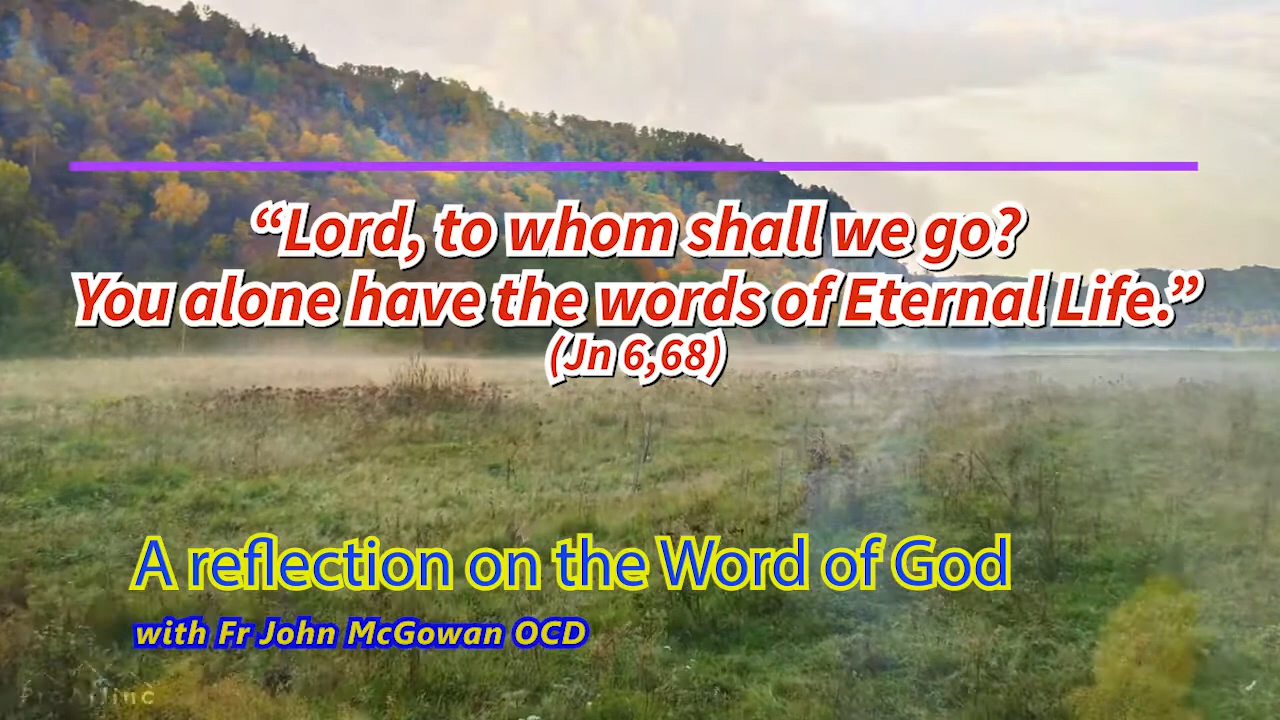 “Lord, to whom shall we go?
You alone have the words of Eternal Life.”
(Jn 6,68)
A reflection on the Word of God
with Fr John McGowan OCD